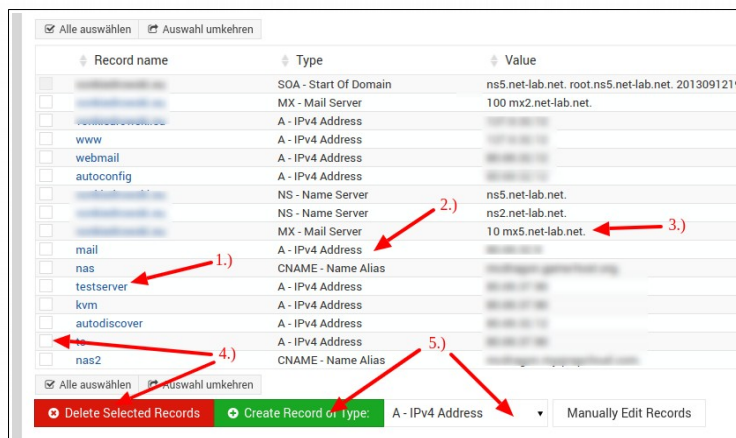 Alle auswählen Auswahl umkehren
Record name Type Value
SOA - Start Of Domain ns5.net-lab.net. root.ns5.net-lab.net. 201309121
MX - Mail Server 100 mx2.net-lab.net.
A - IPv4 Address
www A - IPv4 Address
webmail A - IPv4 Address
autoconfig A - IPv4 Address
NS - Name Server ns5.net-lab.net.
NS - Name Server ns2.net-lab.net.
2.)
MX - Mail Server 10 mx5.net-lab.net. 3.)
mail A - IPv4 Address
nas CNAME - Name Alias
1.)
testserver A - IPv4 Address
kvm A - IPv4 Address
autodiscover A - IPv4 Address
A - IPv4 Address
nas2 CNAME - Name Alias
4.) 5.)
Alle auswählen Auswahl umkehren
Delete Selected Records Create Record of Type: A - IPv4 Address Manually Edit Records